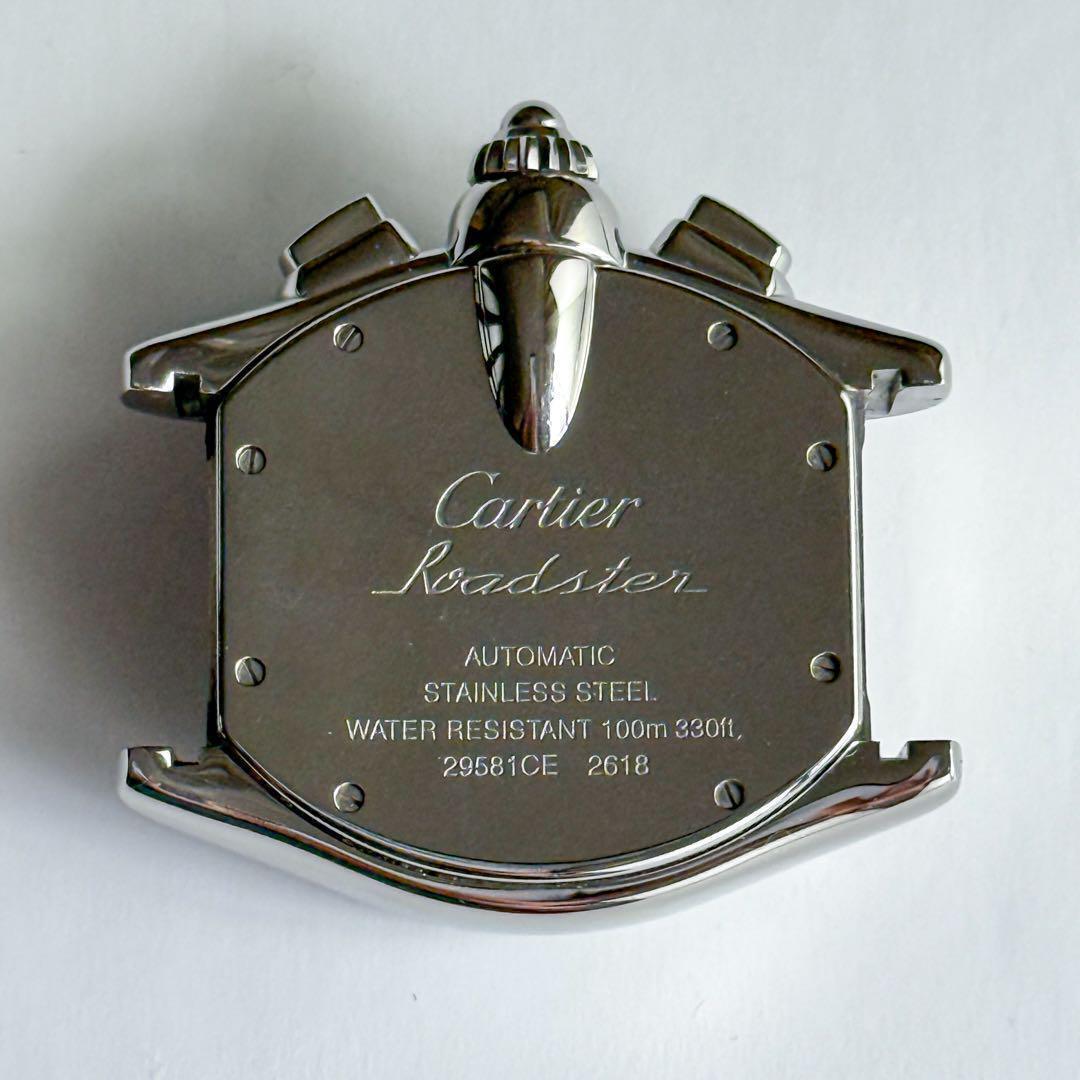 Cartier
Roadster
AUTOMATIC
STAINLESS STEEL
WATER RESISTANT 100m 330ft,
29581CE 2618